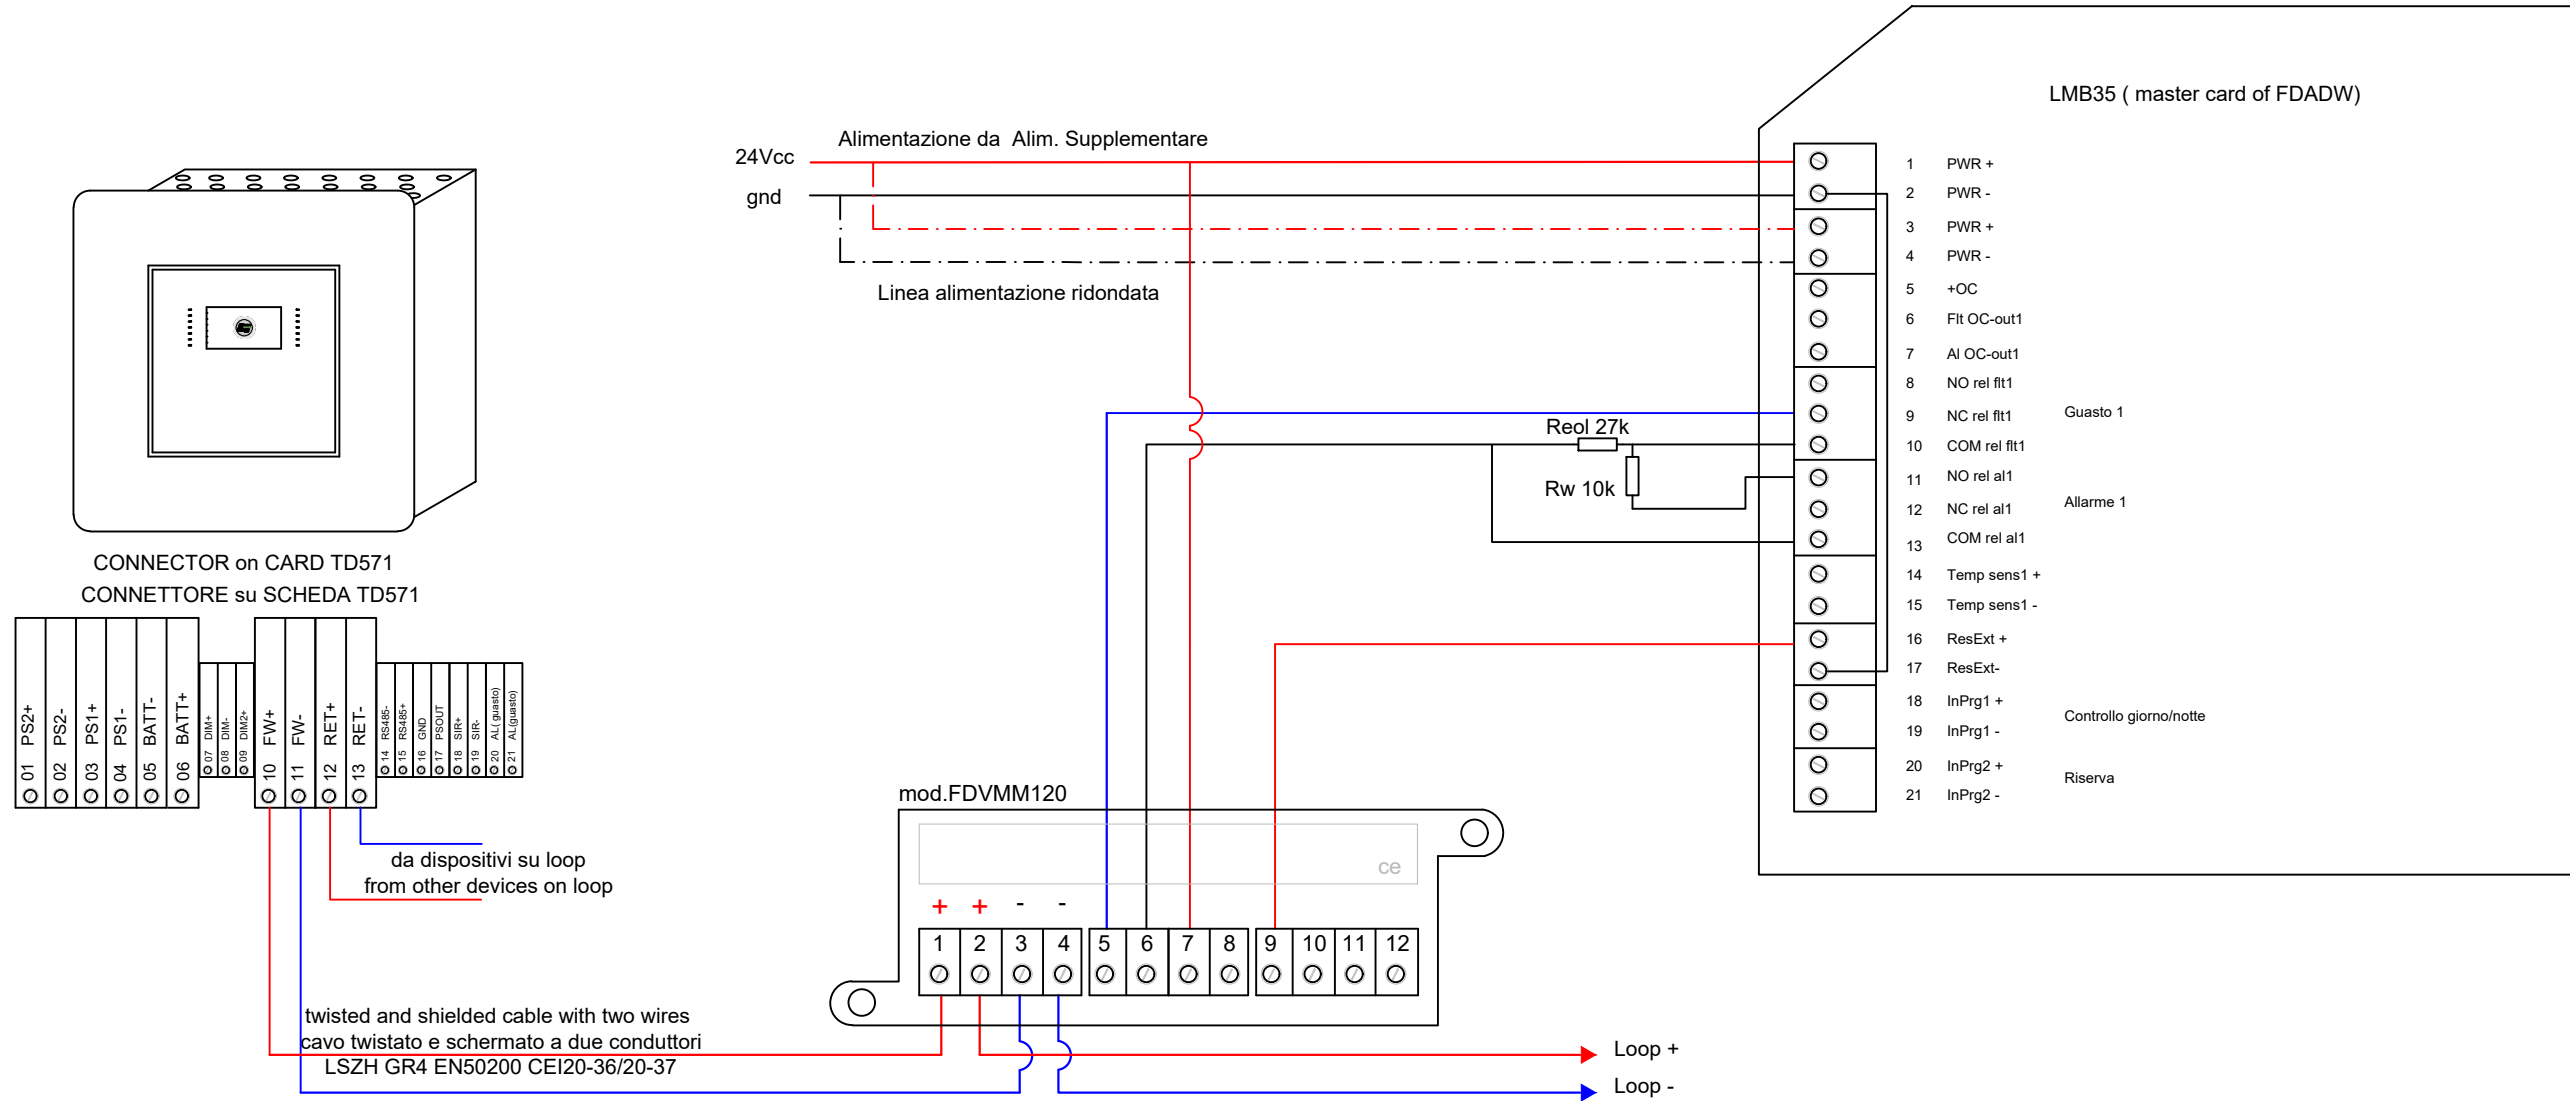 LMB35 ( master card of FDADW)
Alimentazione da Alim. Supplementare
24Vcc
gnd
Linea alimentazione ridondata
1 PWR +
2 PWR -
3 PWR +
4 PWR -
5 +OC
6 Flt OC-out1
7 Al OC-out1
8 NO rel flt1
9 NC rel flt1
Guasto 1
10 COM rel flt1
11 NO rel al1
12 NC rel al1
Allarme 1
13 COM rel al1
14 Temp sens1 +
15 Temp sens1 -
16 ResExt +
17 ResExt-
18 InPrg1 +
Controllo giorno/notte
19 InPrg1 -
20 InPrg2 +
Riserva
21 InPrg2 -
Reol 27k
Rw 10k
CONNECTOR on CARD TD571
CONNETTORE su SCHEDA TD571
01 PS2+
02 PS2-
03 PS1+
04 PS1-
05 BATT-
06 BATT+
07 DIM+
08 DIM-
09 DIM2+
10 FW+
11 FW-
12 RET+
13 RET-
14 RS485-
15 RS485+
16 GND
17 PSOUT
18 SIR+
19 SIR-
20 AL( guasto)
21 AL(guasto)
da dispositivi su loop
from other devices on loop
mod.FDVMM120
ce
+ + - -
1 2 3 4 5 6 7 8 9 10 11 12
twisted and shielded cable with two wires
cavo twistato e schermato a due conduttori
LSZH GR4 EN50200 CEI20-36/20-37
Loop +
Loop -